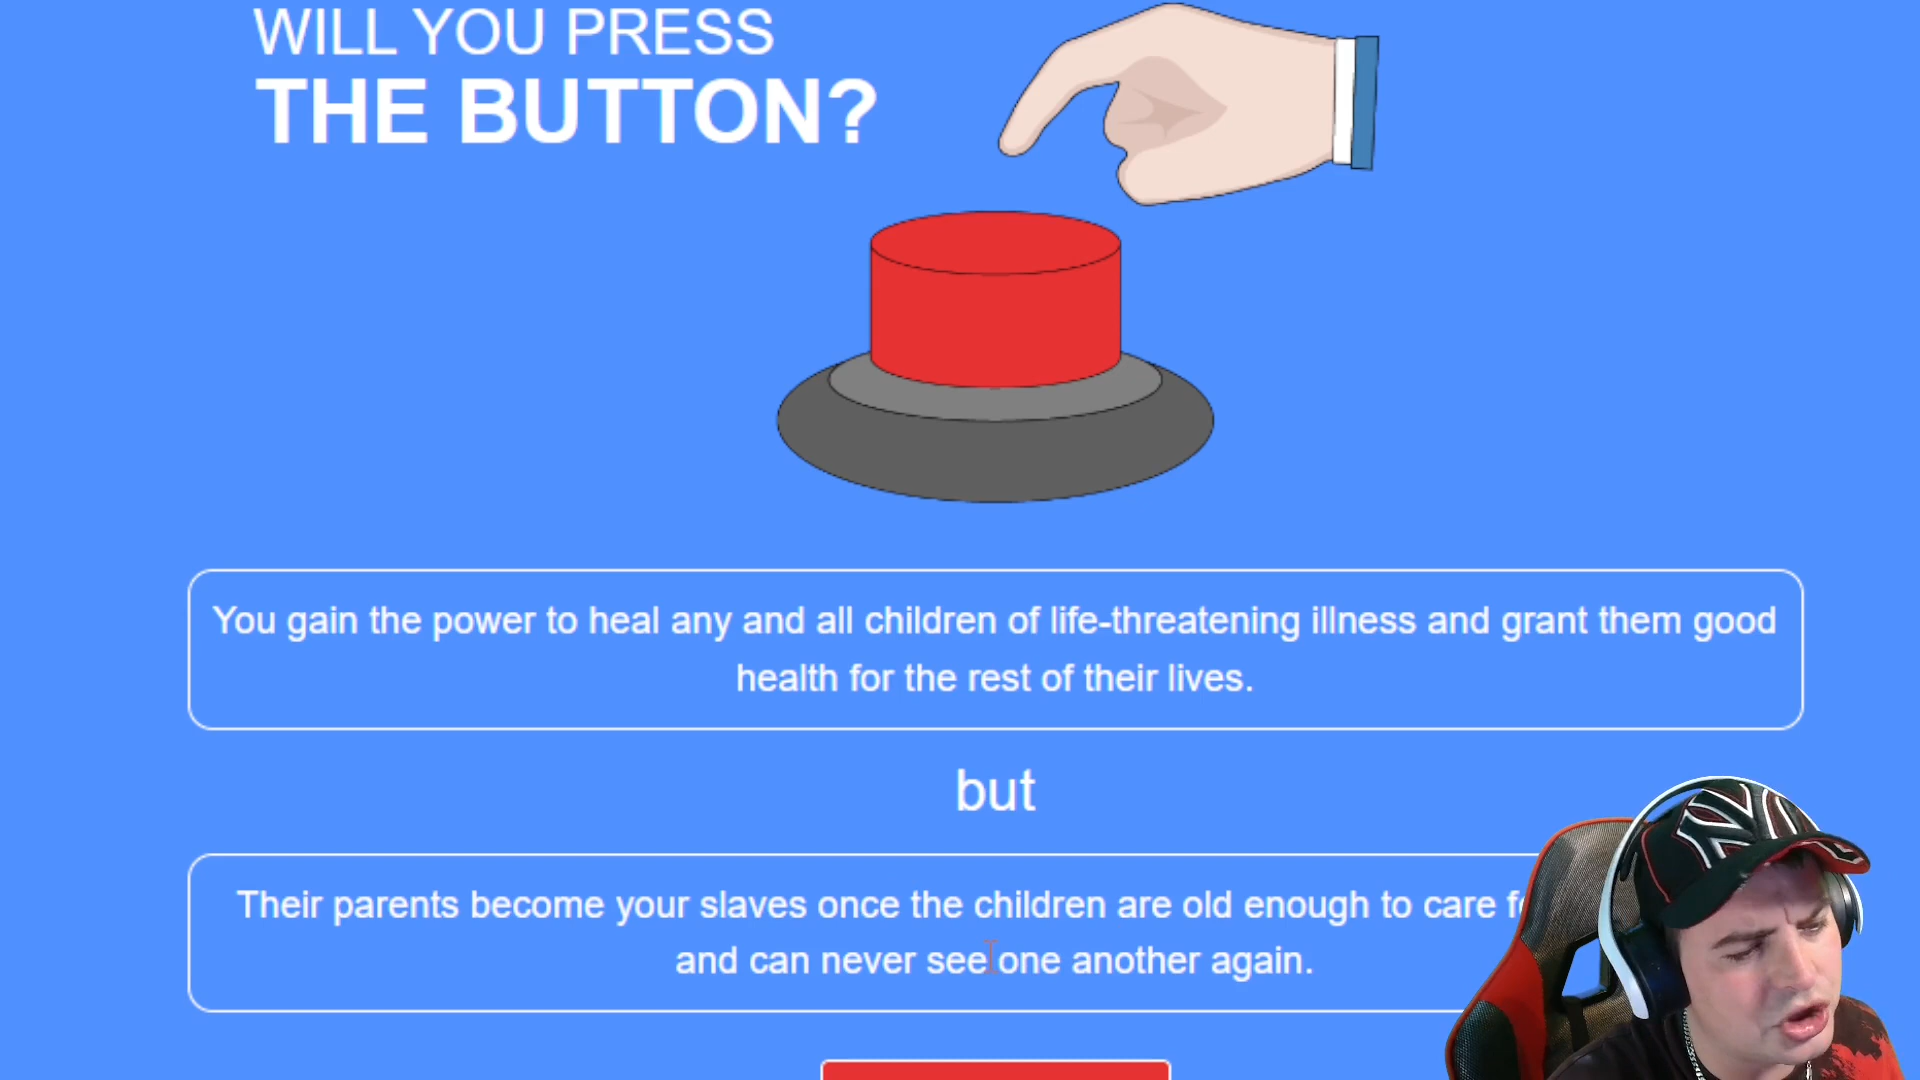 WILL YOU PRESS
THE BUTTON?
You gain the power to heal any and all children of life-threatening illness and grant them good
health for the rest of their lives.
but
Their parents become your slaves once the children are old enough to care
and can never see one another again.